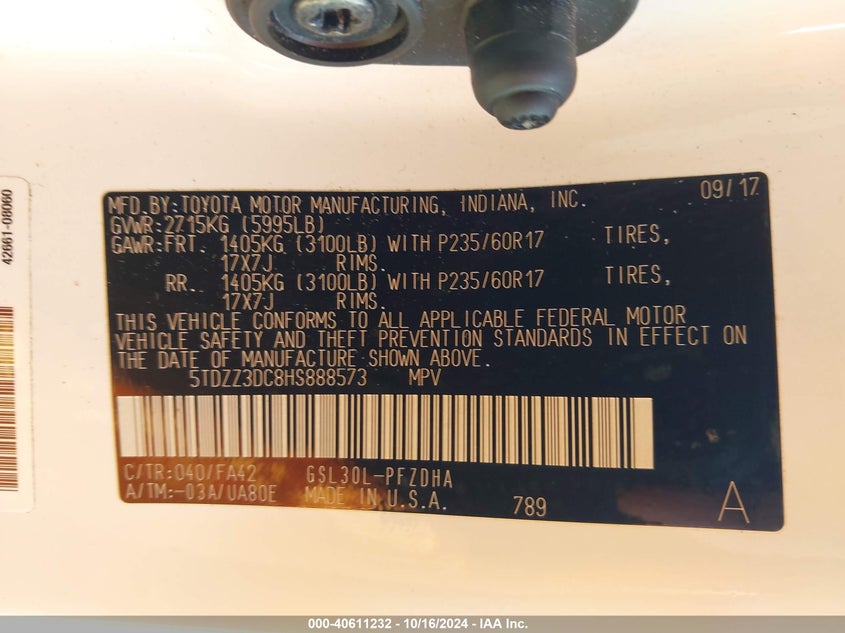 42661-08060
MFD.BY:TOYOTA MOTOR MANUFACTURING, INDIANA, INC. 09/17
GVWR:2715KG (5995LB)
GAWR:FRT. 1405KG (3100LB) WITH P235/60R17 TIRES,
17X7J RIMS.
RR. 1405KG (3100LB) WITH P235/60R17 TIRES,
17X7J RIMS.
THIS VEHICLE CONFORMS TO ALL APPLICABLE FEDERAL MOTOR
VEHICLE SAFETY AND THEFT PREVENTION STANDARDS IN EFFECT ON
THE DATE OF MANUFACTURE SHOWN ABOVE.
5TDZZ3DC8HS888573 MPV
C/TR:040/FA42 GSL30L-PFZDHA
A/TM:-03A/UA80E MADE IN U.S.A. 789 A
000-40611232 - 10/16/2024 - IAA Inc.